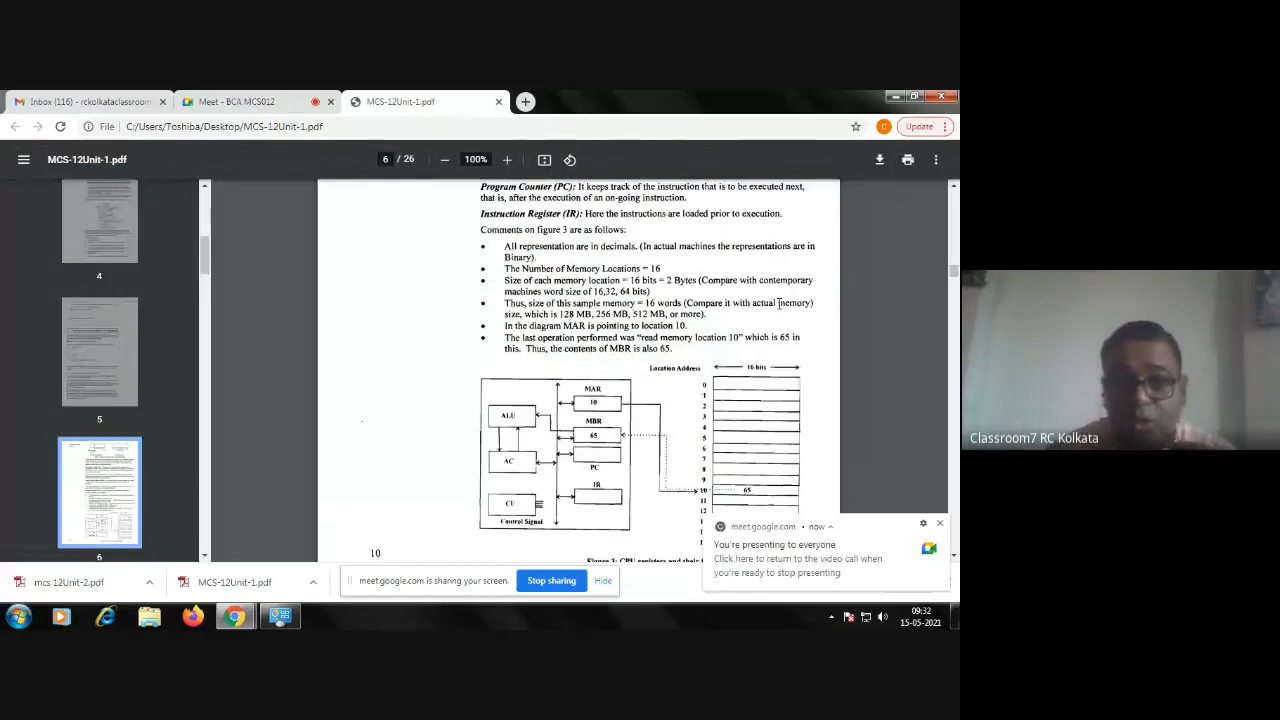 Inbox (116) - rckolkataclassroom
Meet - BCA MCS012
MCS-12Unit-1.pdf
File
C:/Users/Toshiba/Desktop/MCS-12Unit-1.pdf
C
Update
MCS-12Unit-1.pdf
6 / 26
100%
Program Counter (PC): It keeps track of the instruction that is to be executed next,
that is, after the execution of an on-going instruction.
Instruction Register (IR): Here the instructions are loaded prior to execution.
Comments on figure 3 are as follows:
• All representation are in decimals. (In actual machines the representations are in
Binary).
• The Number of Memory Locations = 16
• Size of each memory location = 16 bits = 2 Bytes (Compare with contemporary
machines word size of 16,32, 64 bits)
• Thus, size of this sample memory = 16 words (Compare it with actual memory)
size, which is 128 MB, 256 MB, 512 MB, or more).
• In the diagram MAR is pointing to location 10.
• The last operation performed was "read memory location 10" which is 65 in
this. Thus, the contents of MBR is also 65.
Location Address
16 bits
MAR
10
ALU
MBR
65
AC
PC
IR
CU
Control Signal
0
1
2
3
4
5
6
7
8
9
10
65
11
12
10
4
5
6
Classroom7 RC Kolkata
meet.google.com • now
You're presenting to everyone
Click here to return to the video call when
you're ready to stop presenting
mcs 12Unit-2.pdf
MCS-12Unit-1.pdf
meet.google.com is sharing your screen.
Stop sharing
Hide
09:32
15-05-2021